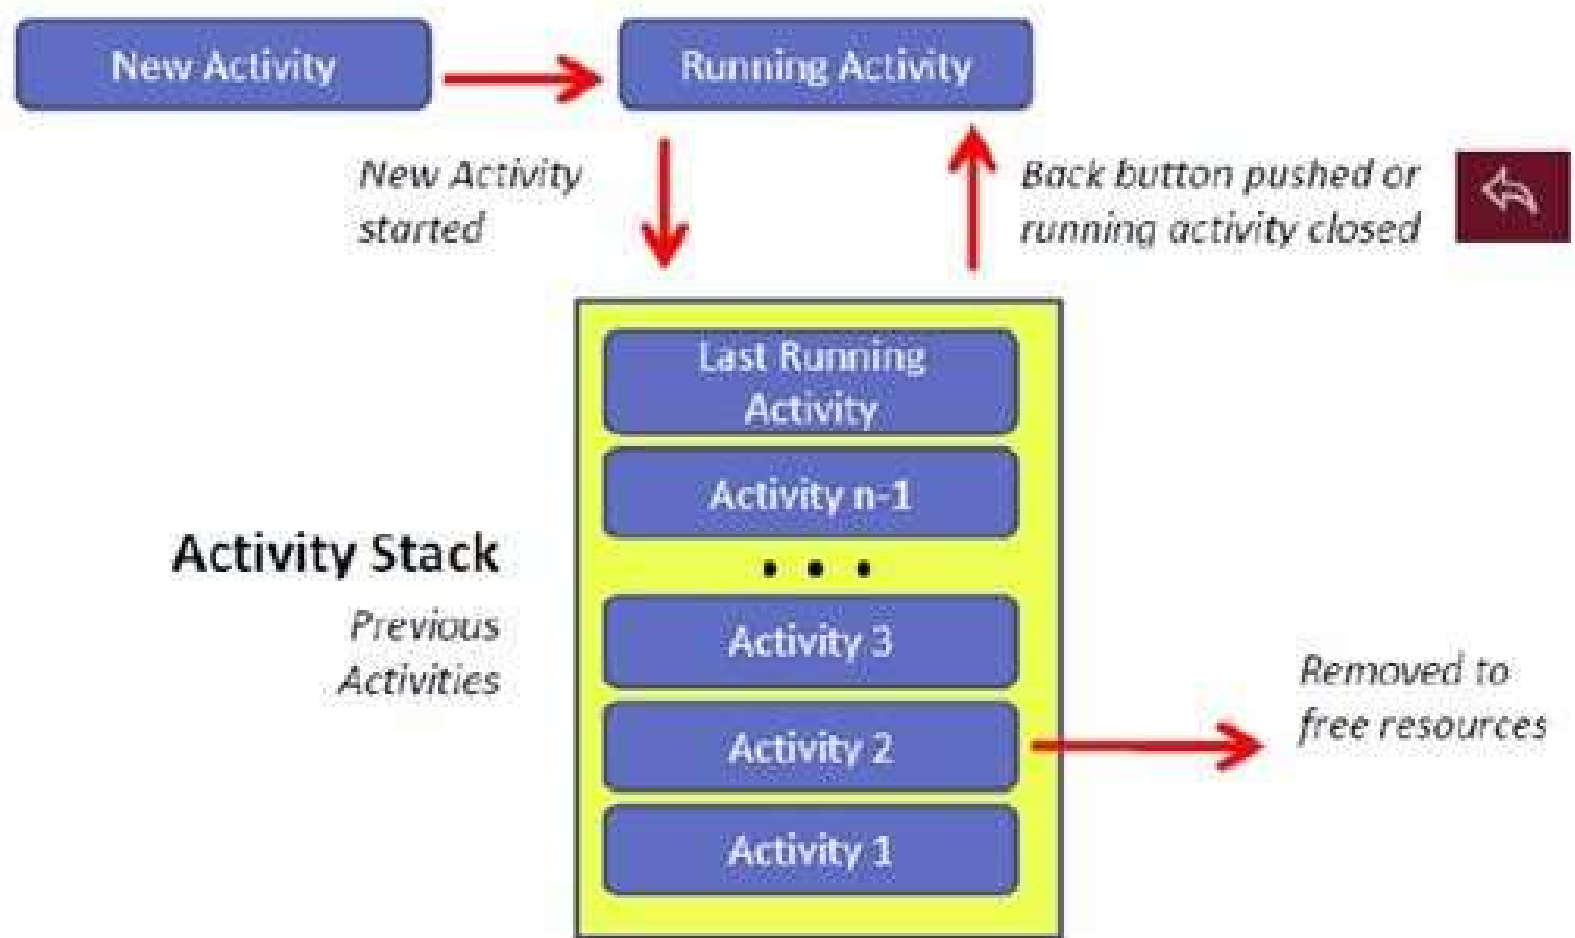 New Activity
Running Activity
New Activity
started
Back button pushed or
running activity closed
Last Running
Activity
Activity n-1
• • •
Activity Stack
Previous
Activities
Activity 3
Activity 2
Removed to
free resources
Activity 1